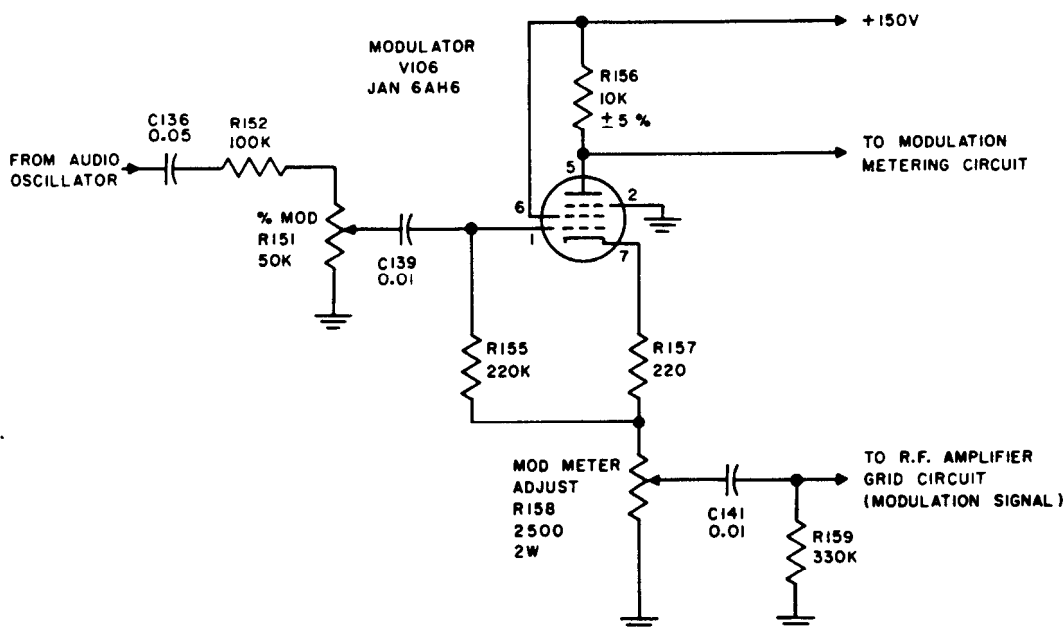 +150V
MODULATOR
V106
JAN 6AH6
R156
10K
± 5 %
C136
0.05
R152
100K
FROM AUDIO
OSCILLATOR
TO MODULATION
METERING CIRCUIT
5
2
6
1
7
% MOD
R151
50K
C139
0.01
R155
220K
R157
220
MOD METER
ADJUST
R158
2500
2W
C141
0.01
TO R.F. AMPLIFIER
GRID CIRCUIT
(MODULATION SIGNAL)
R159
330K